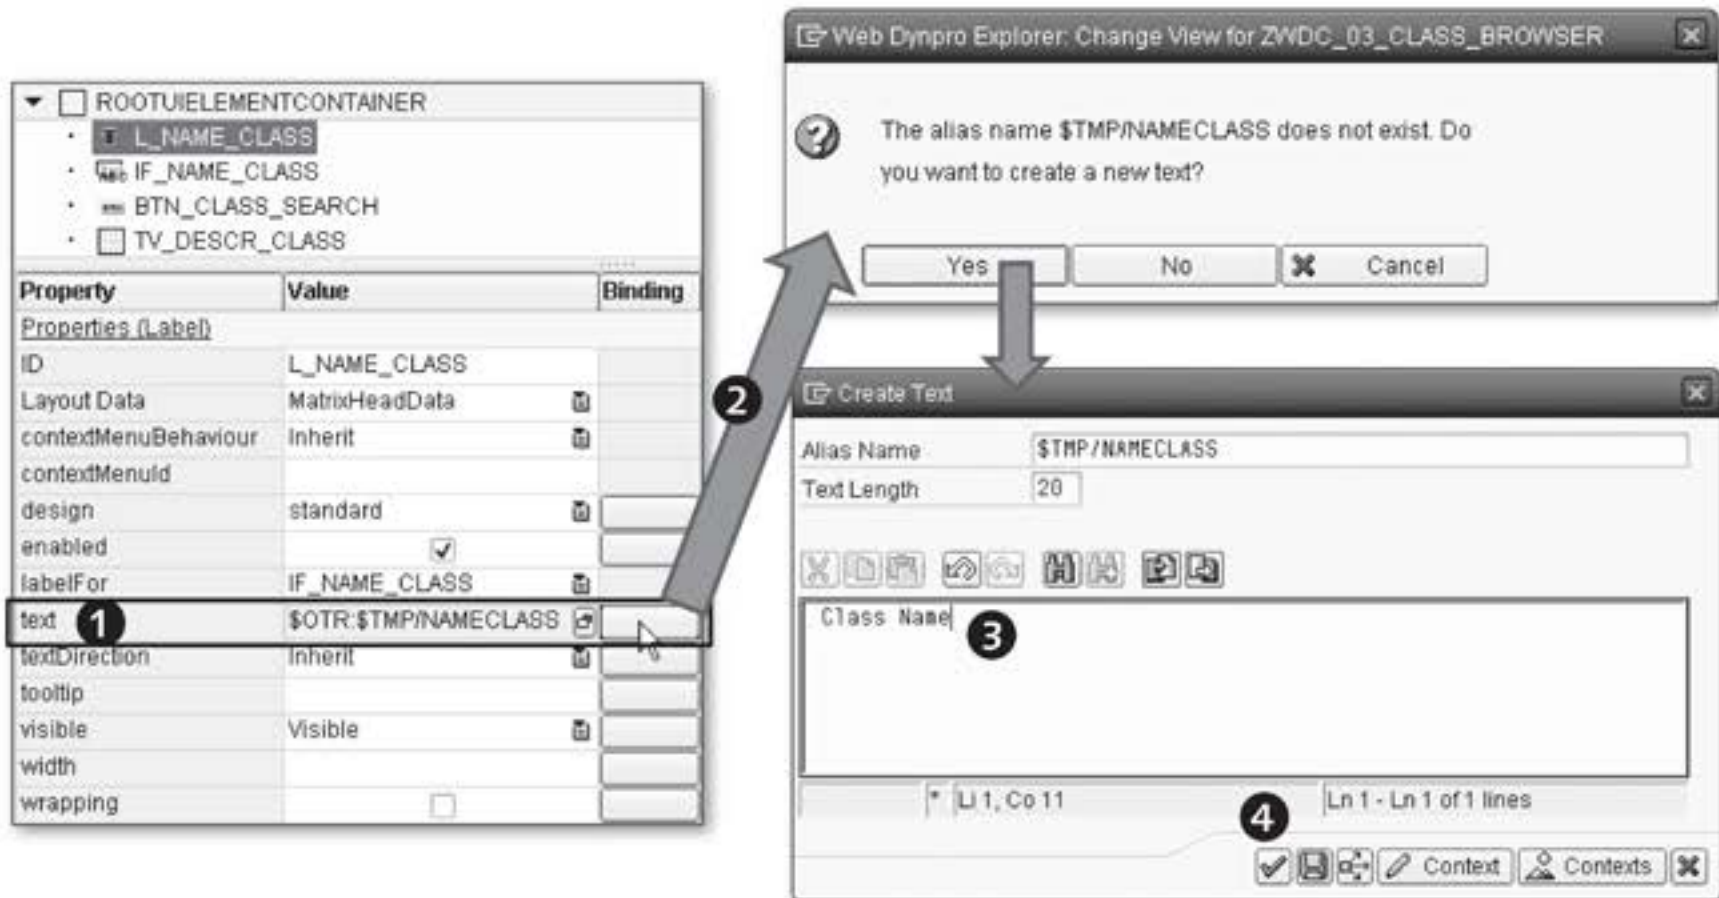 ROOTUIELEMENTCONTAINER
L_NAME_CLASS
IF_NAME_CLASS
BTN_CLASS_SEARCH
TV_DESCR_CLASS
Property Value Binding
Properties (Label)
ID L_NAME_CLASS
Layout Data MatrixHeadData
contextMenuBehaviour Inherit
contextMenuId
design standard
enabled
labelFor IF_NAME_CLASS
text 1 $OTR:$TMP/NAMECLASS
textDirection Inherit
tooltip
visible Visible
width
wrapping
2
Web Dynpro Explorer: Change View for ZWDC_03_CLASS_BROWSER
The alias name $TMP/NAMECLASS does not exist. Do
you want to create a new text?
Yes No Cancel
Create Text
Alias Name $TMP/NAMECLASS
Text Length 20
Class Name 3
* Li 1, Co 11 Ln 1 - Ln 1 of 1 lines
4
Context Contexts